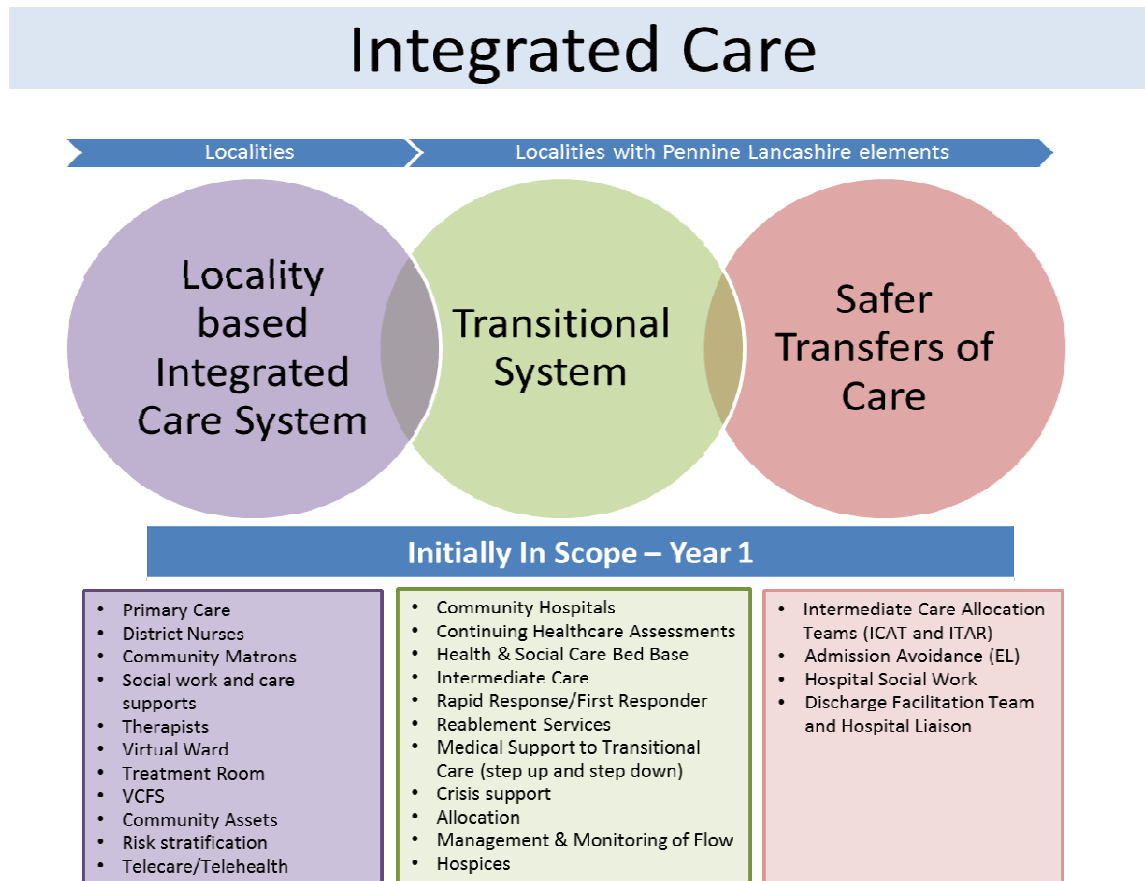 Integrated Care
Localities
Localities with Pennine Lancashire elements
Locality
based
Integrated
Care System
Transitional
System
Safer
Transfers of
Care
Initially In Scope – Year 1
• Primary Care
• District Nurses
• Community Matrons
• Social work and care
supports
• Therapists
• Virtual Ward
• Treatment Room
• VCFS
• Community Assets
• Risk stratification
• Telecare/Telehealth
• Community Hospitals
• Continuing Healthcare Assessments
• Health & Social Care Bed Base
• Intermediate Care
• Rapid Response/First Responder
• Reablement Services
• Medical Support to Transitional
Care (step up and step down)
• Crisis support
• Allocation
• Management & Monitoring of Flow
• Hospices
• Intermediate Care Allocation
Teams (ICAT and ITAR)
• Admission Avoidance (EL)
• Hospital Social Work
• Discharge Facilitation Team
and Hospital Liaison